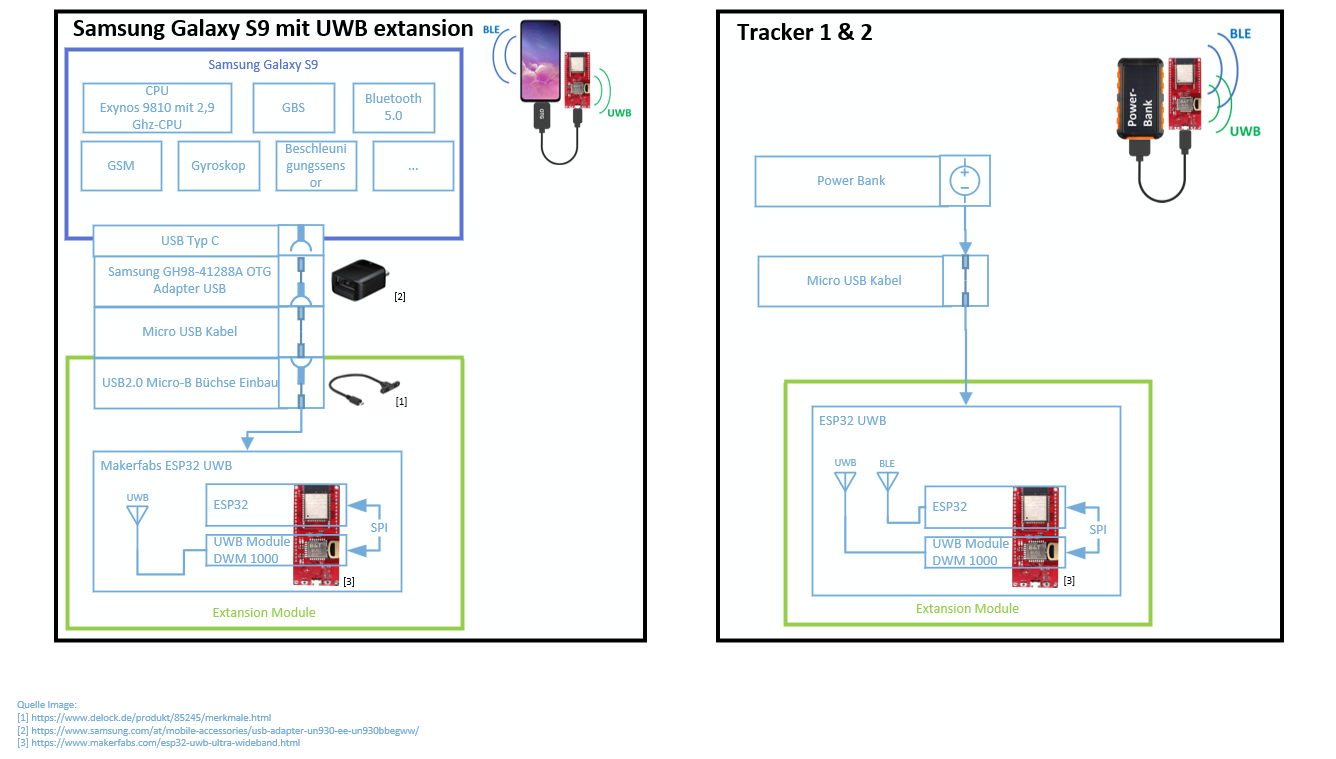 Samsung Galaxy S9 mit UWB extansion
BLE
UWB
OTG
Samsung Galaxy S9
CPU
Exynos 9810 mit 2,9
Ghz-CPU
GBS
Bluetooth
5.0
GSM
Gyroskop
Beschleuni
gungssens
or
...
USB Typ C
Samsung GH98-41288A OTG
Adapter USB
[2]
Micro USB Kabel
USB2.0 Micro-B Büchse Einbau
[1]
Makerfabs ESP32 UWB
UWB
ESP32
SPI
UWB Module
DWM 1000
[3]
Extansion Module
Tracker 1 & 2
BLE
Power-
Bank
UWB
Power Bank
Micro USB Kabel
ESP32 UWB
UWB
BLE
ESP32
SPI
UWB Module
DWM 1000
[3]
Extansion Module
Quelle Image:
[1] https://www.delock.de/produkt/85245/merkmale.html
[2] https://www.samsung.com/at/mobile-accessories/usb-adapter-un930-ee-un930bbegww/
[3] https://www.makerfabs.com/esp32-uwb-ultra-wideband.html